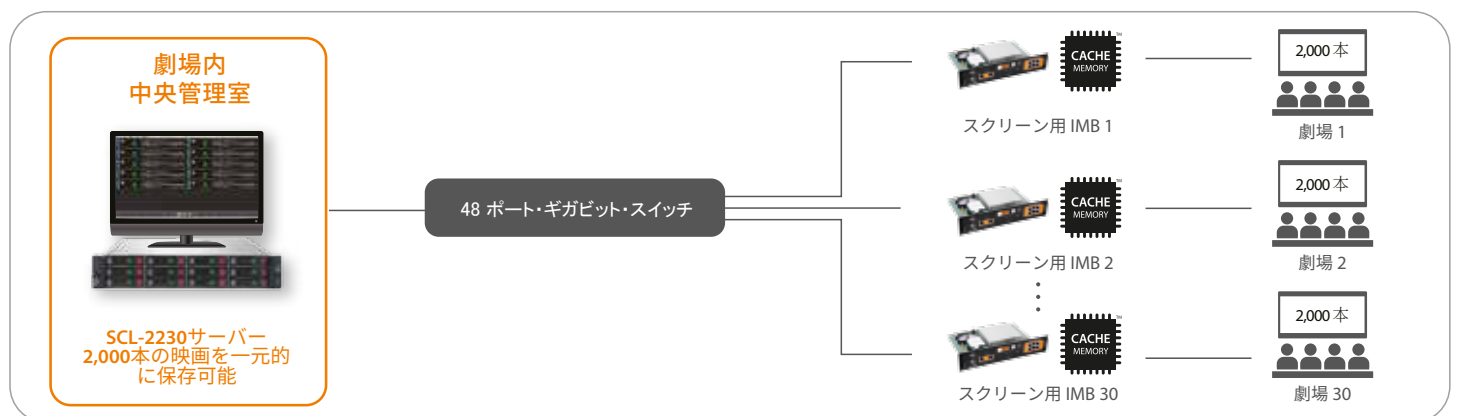 劇場内
中央管理室
SCL-2230サーバー
2,000本の映画を一元的
に保存可能
48 ポート・ギガビット・スイッチ
CACHE
MEMORY
TM
スクリーン用 IMB 1
2,000 本
劇場 1
CACHE
MEMORY
TM
スクリーン用 IMB 2
2,000 本
劇場 2
CACHE
MEMORY
TM
スクリーン用 IMB 30
2,000 本
劇場 30